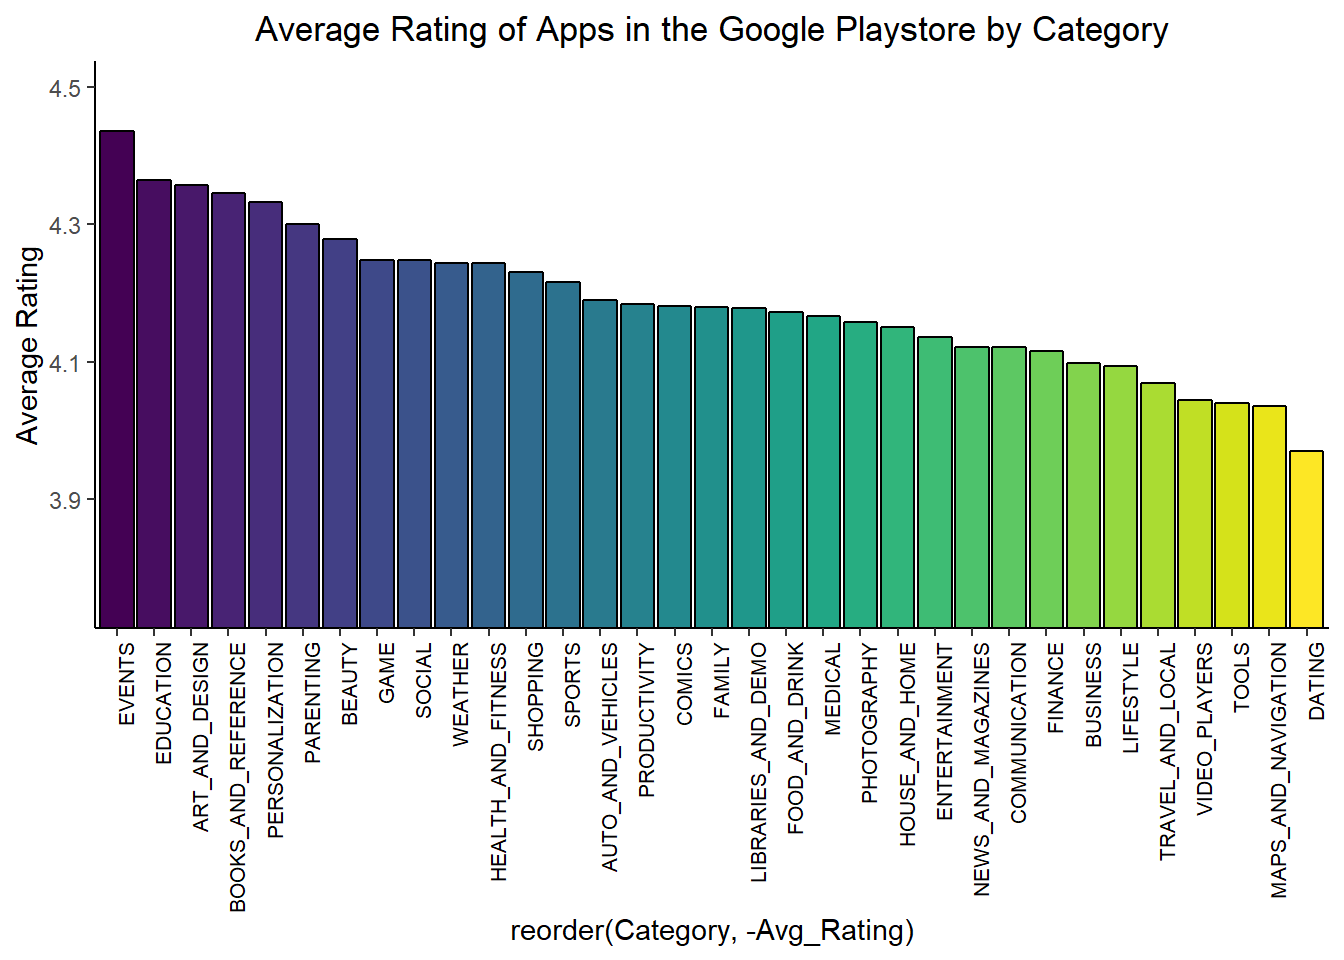 Average Rating of Apps in the Google Playstore by Category
Average Rating
4.5
4.3
4.1
3.9
EVENTS
EDUCATION
ART_AND_DESIGN
BOOKS_AND_REFERENCE
PERSONALIZATION
PARENTING
BEAUTY
GAME
SOCIAL
WEATHER
HEALTH_AND_FITNESS
SHOPPING
SPORTS
AUTO_AND_VEHICLES
PRODUCTIVITY
COMICS
FAMILY
LIBRARIES_AND_DEMO
FOOD_AND_DRINK
MEDICAL
PHOTOGRAPHY
HOUSE_AND_HOME
ENTERTAINMENT
NEWS_AND_MAGAZINES
COMMUNICATION
FINANCE
BUSINESS
LIFESTYLE
TRAVEL_AND_LOCAL
VIDEO_PLAYERS
TOOLS
MAPS_AND_NAVIGATION
DATING
reorder(Category, -Avg_Rating)